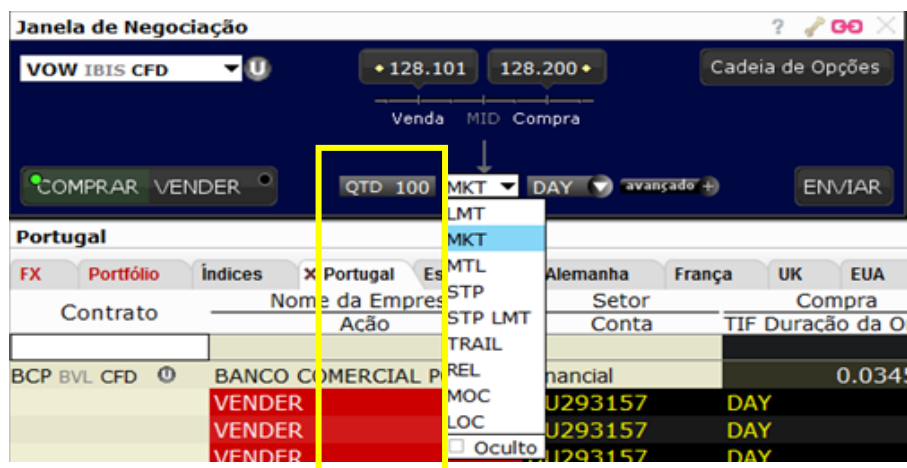 Janela de Negociação ?
VOW IBIS CFD U 128.101 128.200 Cadeia de Opções
Venda MID Compra
COMPRAR VENDER QTD 100 MKT DAY avançado + ENVIAR
LMT
Portugal
MKT
FX Portfólio Índices X Portugal Es MTL Alemanha França UK EUA
Contrato Nome da Empres STP Setor Compra
Ação STP LMT Conta TIF Duração da O
TRAIL
BCP BVL CFD U BANCO COMERCIAL P REL nancial 0.0345
VENDER MOC U293157 DAY
VENDER LOC U293157 DAY
VENDER Oculto U293157 DAY